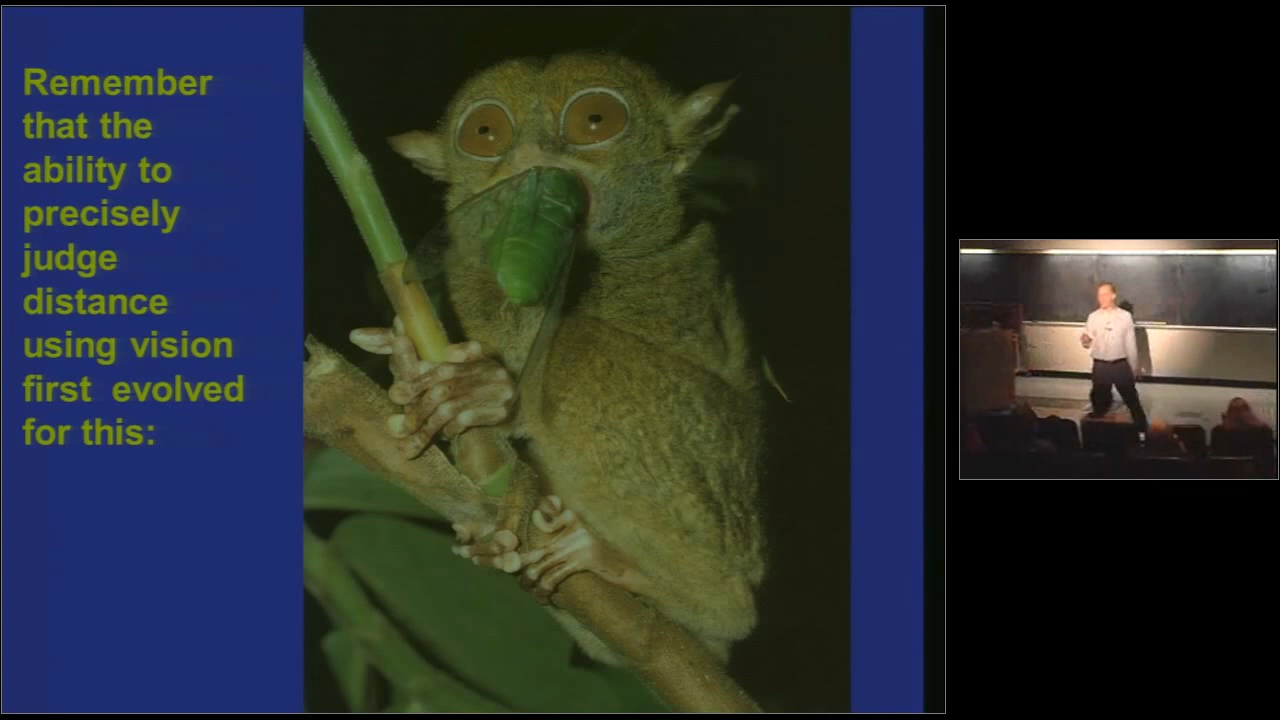 Remember
that the
ability to
precisely
judge
distance
using vision
first evolved
for this: